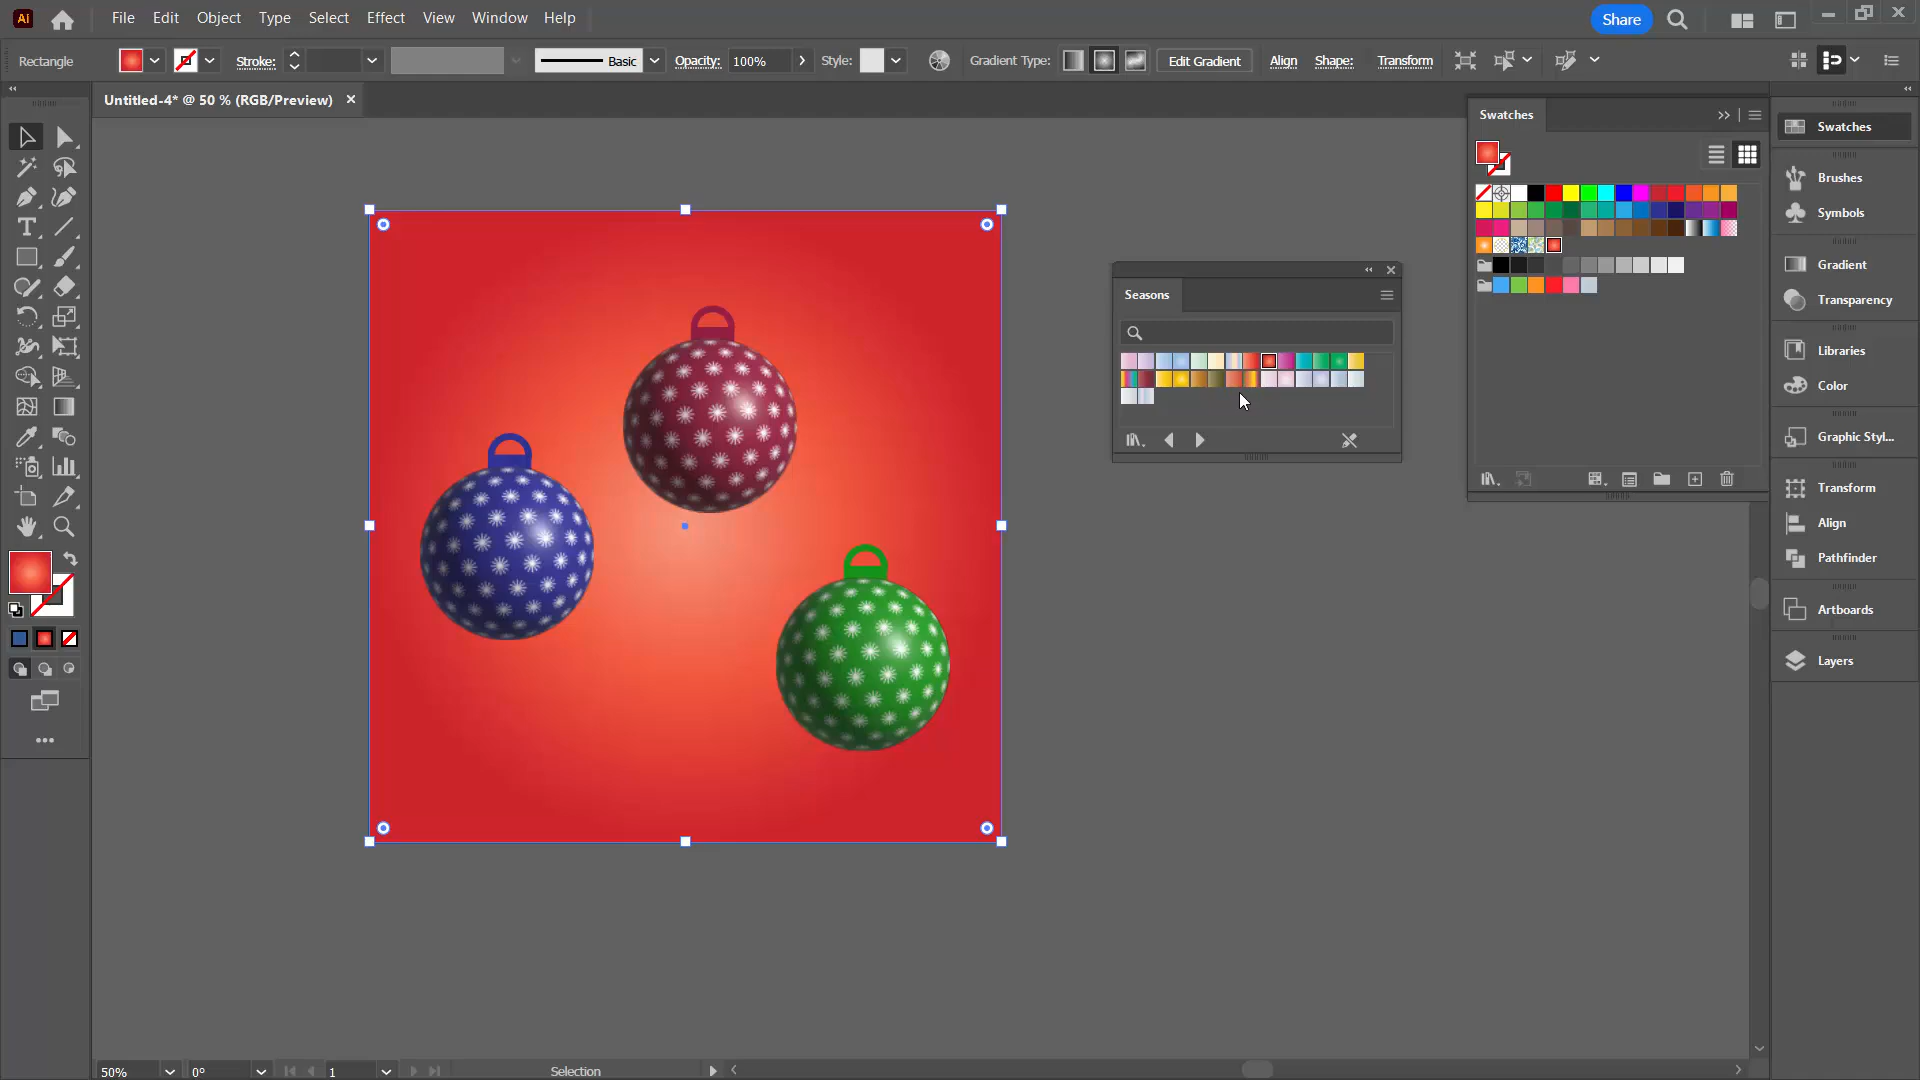 Ai File Edit Object Type Select Effect View Window Help Share
Rectangle Stroke: Basic Opacity: 100% Style: Gradient Type: Edit Gradient Align Shape: Transform
Untitled-4* @ 50 % (RGB/Preview)
Swatches
Swatches
Brushes
Symbols
Gradient
Transparency
Seasons
Libraries
Color
Graphic Styl...
Transform
Align
Pathfinder
Artboards
Layers
50% 0° 1 Selection